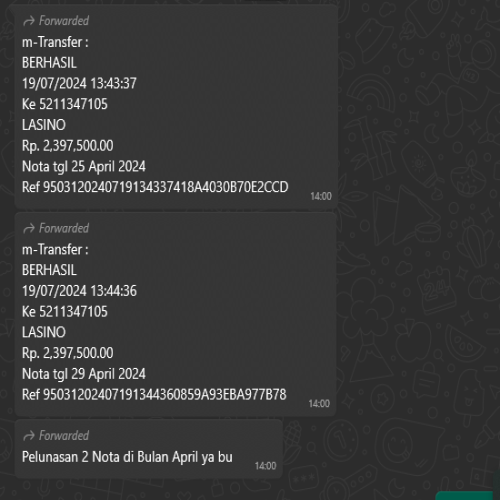 Forwarded
m-Transfer :
BERHASIL
19/07/2024 13:43:37
Ke 5211347105
LASINO
Rp. 2,397,500.00
Nota tgl 25 April 2024
Ref 950312024071913433​7418A4030B70E2CCD
14:00
Forwarded
m-Transfer :
BERHASIL
19/07/2024 13:44:36
Ke 5211347105
LASINO
Rp. 2,397,500.00
Nota tgl 29 April 2024
Ref 95031202407191344360859A93EBA977B78
14:00
Forwarded
Pelunasan 2 Nota di Bulan April ya bu
14:00